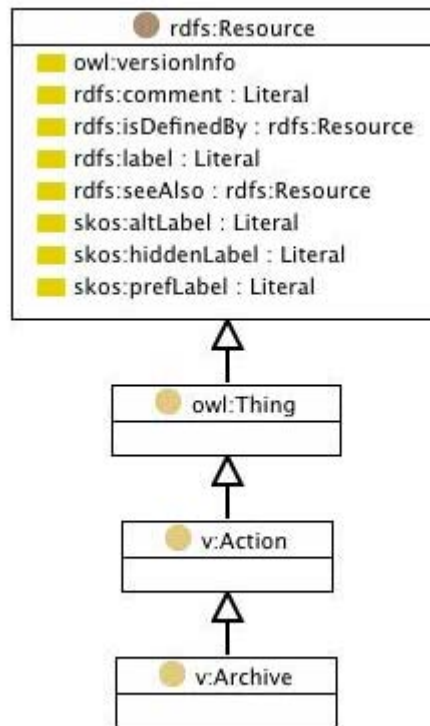 rdfs:Resource
owl:versionInfo
rdfs:comment : Literal
rdfs:isDefinedBy : rdfs:Resource
rdfs:label : Literal
rdfs:seeAlso : rdfs:Resource
skos:altLabel : Literal
skos:hiddenLabel : Literal
skos:prefLabel : Literal
owl:Thing
v:Action
v:Archive